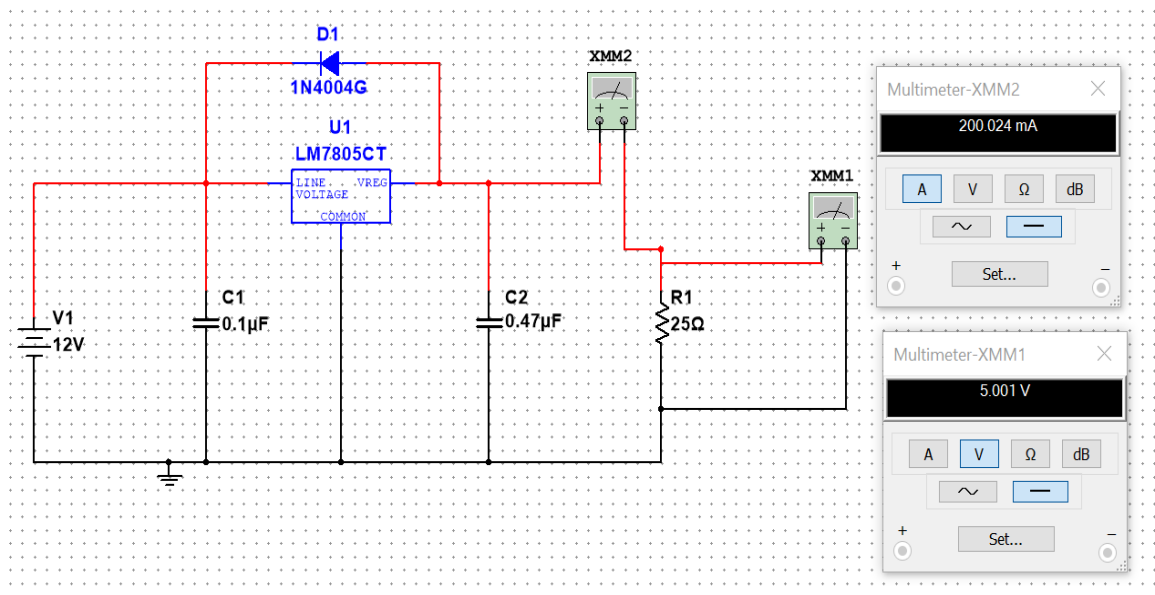 D1
1N4004G
U1
LM7805CT
LINE VREG
VOLTAGE
COMMON
XMM2
+ −
XMM1
+ −
V1
12V
C1
0.1µF
C2
0.47µF
R1
25Ω
Multimeter-XMM2
200.024 mA
A V Ω dB
+ −
Set...
Multimeter-XMM1
5.001 V
A V Ω dB
+ −
Set...